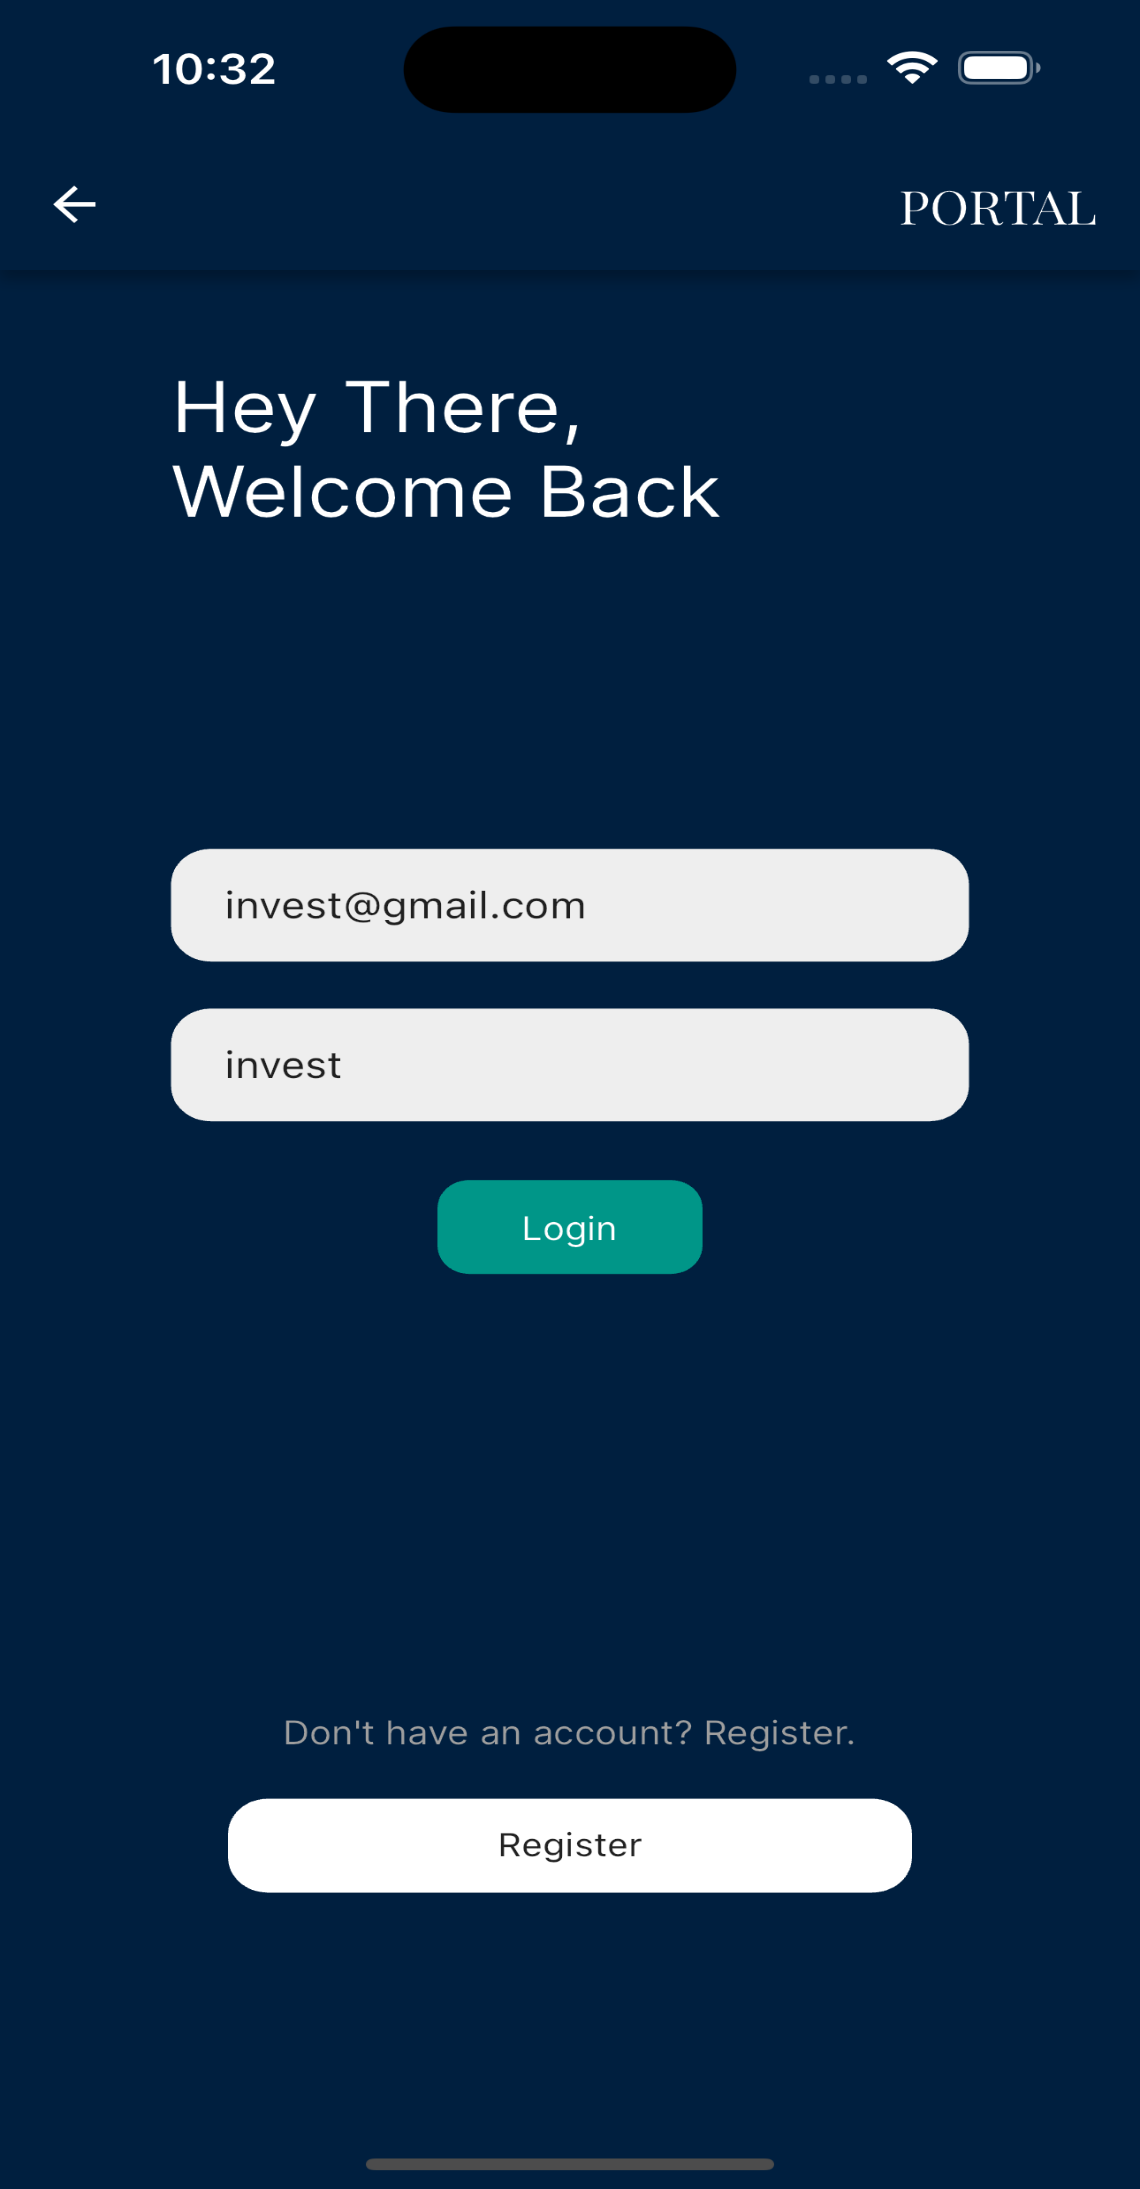 10:32
PORTAL
Hey There,
Welcome Back
invest@gmail.com
invest
Login
Don't have an account? Register.
Register